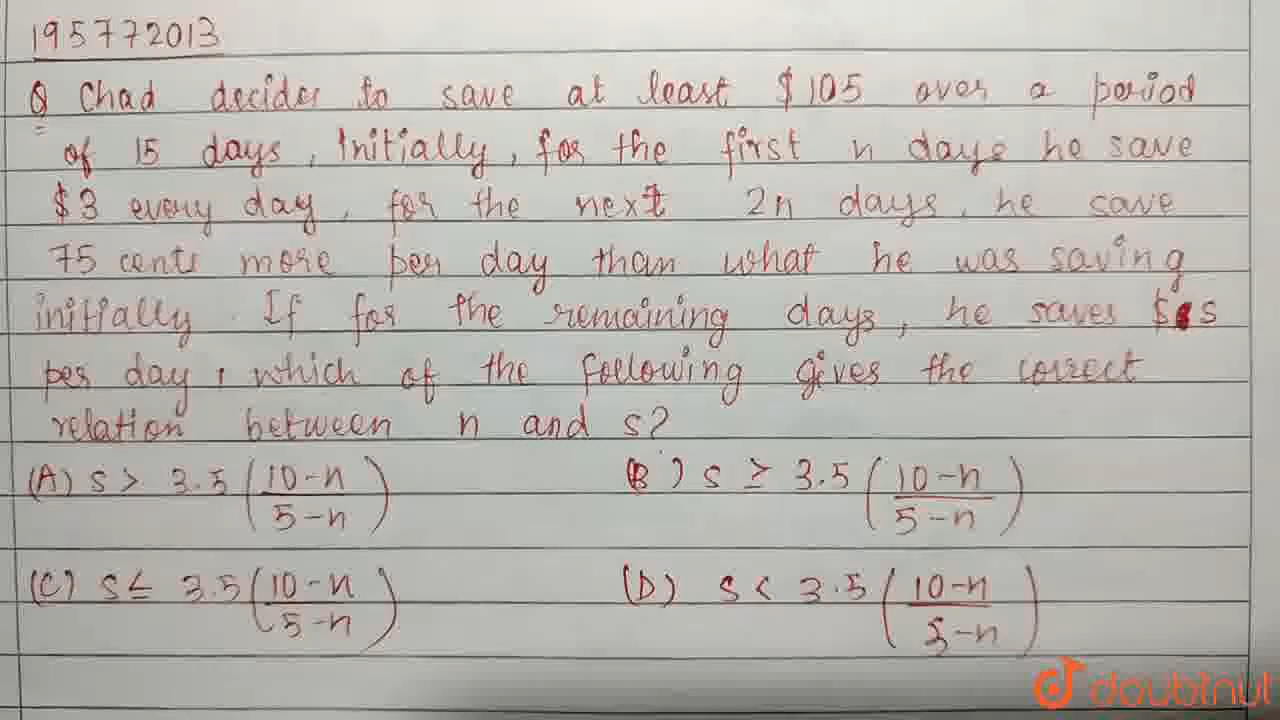 195772013
Q Chad decides to save at least $105 over a period
of 15 days, Initially, for the first n days he save
$3 every day, for the next 2n days, he save
75 cents more per day than what he was saving
initially. If for the remaining days, he saves $ s
per day, which of the following gives the correct
relation between n and s?
(A) s > 3.5 (10-n / 5-n) (B) s ≥ 3.5 (10-n / 5-n)
(C) s ≤ 3.5 (10-n / 5-n) (D) s < 3.5 (10-n / 5-n)
doubtnut